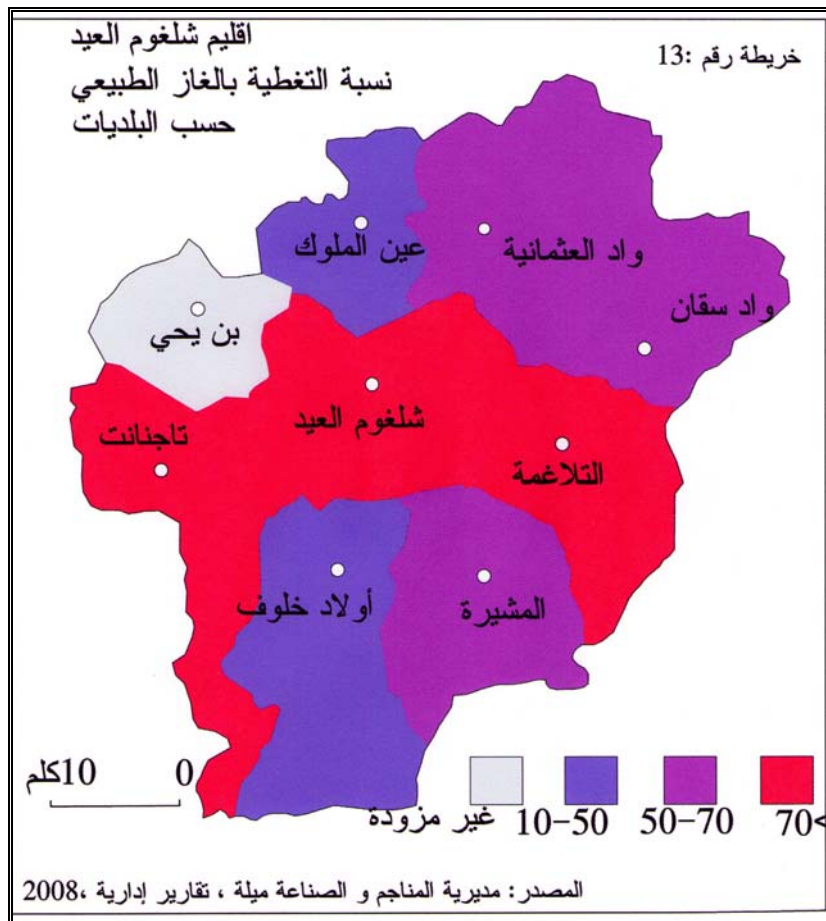 خريطة رقم :13
اقليم شلغوم العيد
نسبة التغطية بالغاز الطبيعي
حسب البلديات
عين الملوك
واد العثمانية
واد سقان
بن يحي
شلغوم العيد
تاجنانت
التلاغمة
أولاد خلوف
المشيرة
0 10كلم
70<
50-70
10-50
غير مزودة
المصدر: مديرية المناجم و الصناعة ميلة ، تقارير إدارية ،2008